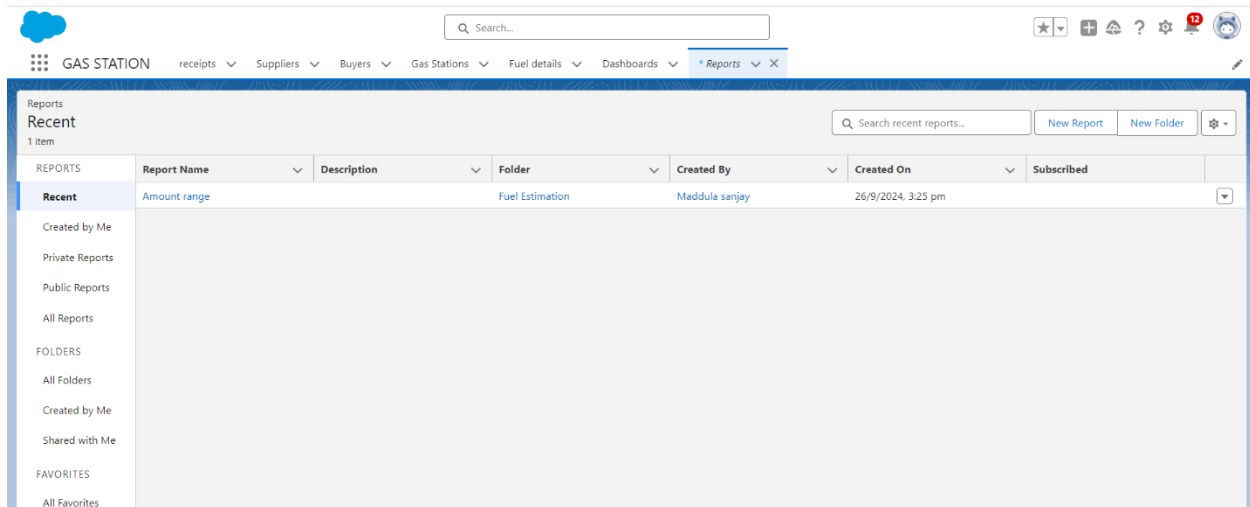 Search...
12
GAS STATION receipts Suppliers Buyers Gas Stations Fuel details Dashboards * Reports
Reports
Recent
1 item
Search recent reports...
New Report New Folder
REPORTS
Report Name Description Folder Created By Created On Subscribed
Recent
Amount range Fuel Estimation Maddula sanjay 26/9/2024, 3:25 pm
Created by Me
Private Reports
Public Reports
All Reports
FOLDERS
All Folders
Created by Me
Shared with Me
FAVORITES
All Favorites